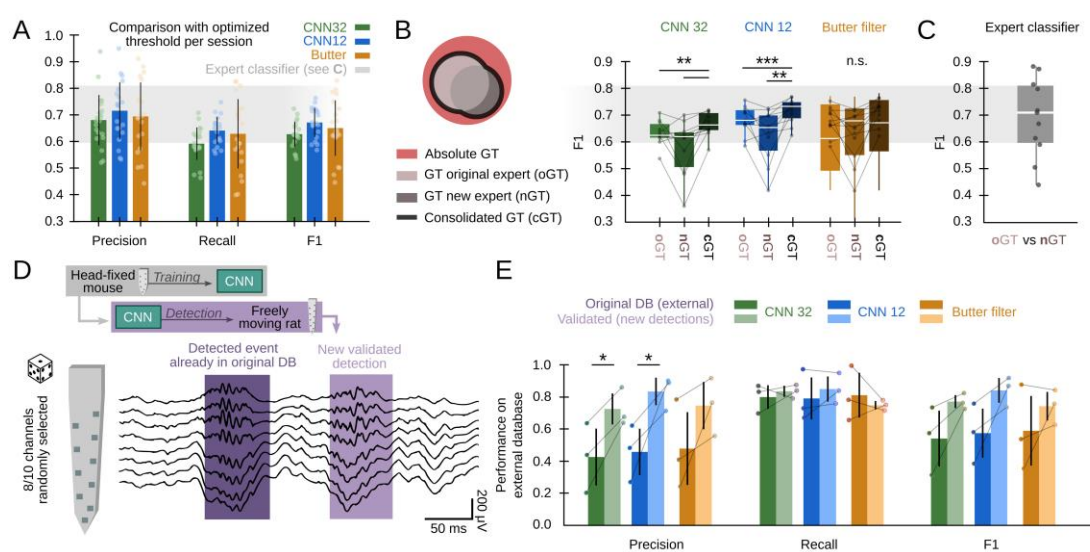 A
Comparison with optimized
threshold per session
CNN32
CNN12
Butter
Expert classifier (see C)
1.0
0.9
0.8
0.7
0.6
0.5
0.4
0.3
Precision
Recall
F1
B
Absolute GT
GT original expert (oGT)
GT new expert (nGT)
Consolidated GT (cGT)
CNN 32
CNN 12
Butter filter
**
***
**
n.s.
F1
0.9
0.8
0.7
0.6
0.5
0.4
0.3
oGT
nGT
cGT
oGT
nGT
cGT
oGT
nGT
cGT
C
Expert classifier
F1
0.9
0.8
0.7
0.6
0.5
0.4
0.3
oGT vs nGT
D
Head-fixed
mouse
Training
CNN
CNN
Detection
Freely
moving rat
Detected event
already in original DB
New validated
detection
8/10 channels
randomly selected
200 µV
50 ms
E
Original DB (external)
Validated (new detections)
CNN 32
CNN 12
Butter filter
*
*
Performance on
external database
1.0
0.8
0.6
0.4
0.2
0.0
Precision
Recall
F1